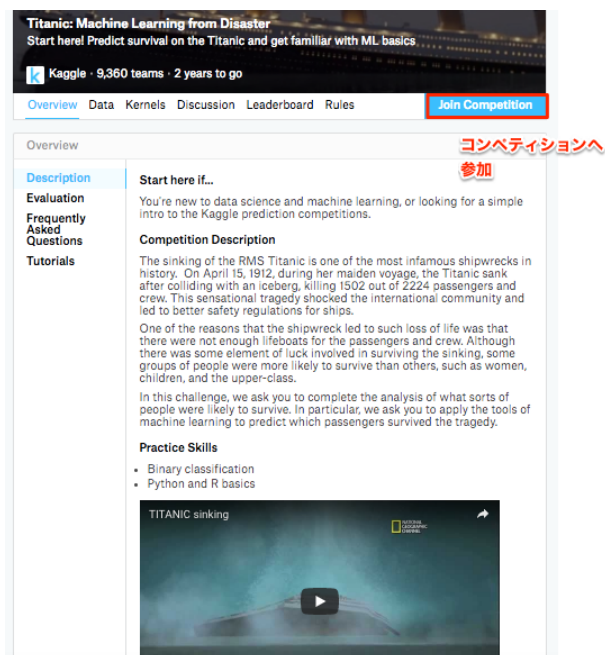 Titanic: Machine Learning from Disaster
Start here! Predict survival on the Titanic and get familiar with ML basics
k Kaggle · 9,360 teams · 2 years to go
Overview Data Kernels Discussion Leaderboard Rules Join Competition
コンペティションへ
参加
Overview
Description
Evaluation
Frequently
Asked
Questions
Tutorials
Start here if...
You're new to data science and machine learning, or looking for a simple
intro to the Kaggle prediction competitions.
Competition Description
The sinking of the RMS Titanic is one of the most infamous shipwrecks in
history. On April 15, 1912, during her maiden voyage, the Titanic sank
after colliding with an iceberg, killing 1502 out of 2224 passengers and
crew. This sensational tragedy shocked the international community and
led to better safety regulations for ships.
One of the reasons that the shipwreck led to such loss of life was that
there were not enough lifeboats for the passengers and crew. Although
there was some element of luck involved in surviving the sinking, some
groups of people were more likely to survive than others, such as women,
children, and the upper-class.
In this challenge, we ask you to complete the analysis of what sorts of
people were likely to survive. In particular, we ask you to apply the tools of
machine learning to predict which passengers survived the tragedy.
Practice Skills
• Binary classification
• Python and R basics
TITANIC sinking
NATIONAL
GEOGRAPHIC
CHANNEL